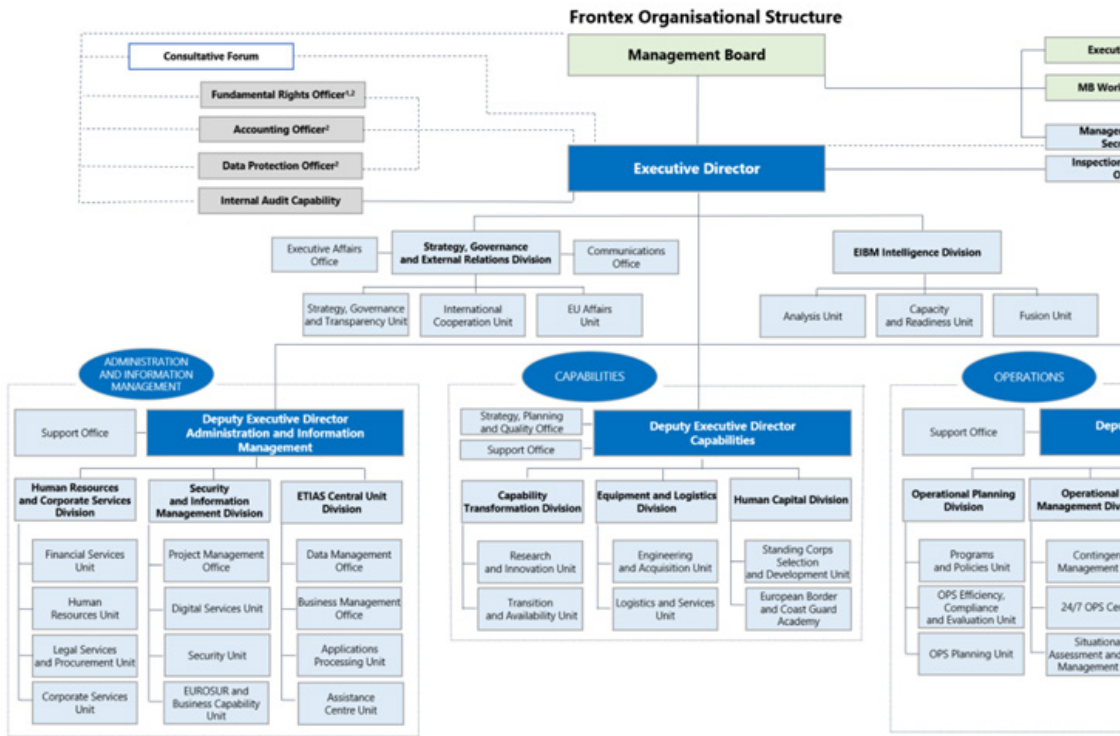 Frontex Organisational Structure
Management Board
Consultative Forum
Fundamental Rights Officer¹,²
Accounting Officer²
Data Protection Officer²
Internal Audit Capability
Executive Director
MB
Strategy, Governance
and External Relations Division
Executive Affairs
Office
Communications
Office
Strategy, Governance
and Transparency Unit
International
Cooperation Unit
EU Affairs
Unit
EIBM Intelligence Division
Analysis Unit
Capacity
and Readiness Unit
Fusion Unit
ADMINISTRATION
AND INFORMATION
MANAGEMENT
Support Office
Deputy Executive Director
Administration and Information
Management
Human Resources
and Corporate Services
Division
Financial Services
Unit
Human
Resources Unit
Legal Services
and Procurement Unit
Corporate Services
Unit
Security
and Information
Management Division
Project Management
Office
Digital Services Unit
Security Unit
EUROSUR and
Business Capability
Unit
ETIAS Central Unit
Division
Data Management
Office
Business Management
Office
Applications
Processing Unit
Assistance
Centre Unit
CAPABILITIES
Strategy, Planning
and Quality Office
Support Office
Deputy Executive Director
Capabilities
Capability
Transformation Division
Research
and Innovation Unit
Transition
and Availability Unit
Equipment and Logistics
Division
Engineering
and Acquisition Unit
Logistics and Services
Unit
Human Capital Division
Standing Corps
Selection
and Development Unit
European Border
and Coast Guard
Academy
OPERATIONS
Support Office
Operational Planning
Division
Programs
and Policies Unit
OPS Efficiency,
Compliance
and Evaluation Unit
OPS Planning Unit
Operational
Management
Management
24/7 OPS
Assessment and
Management